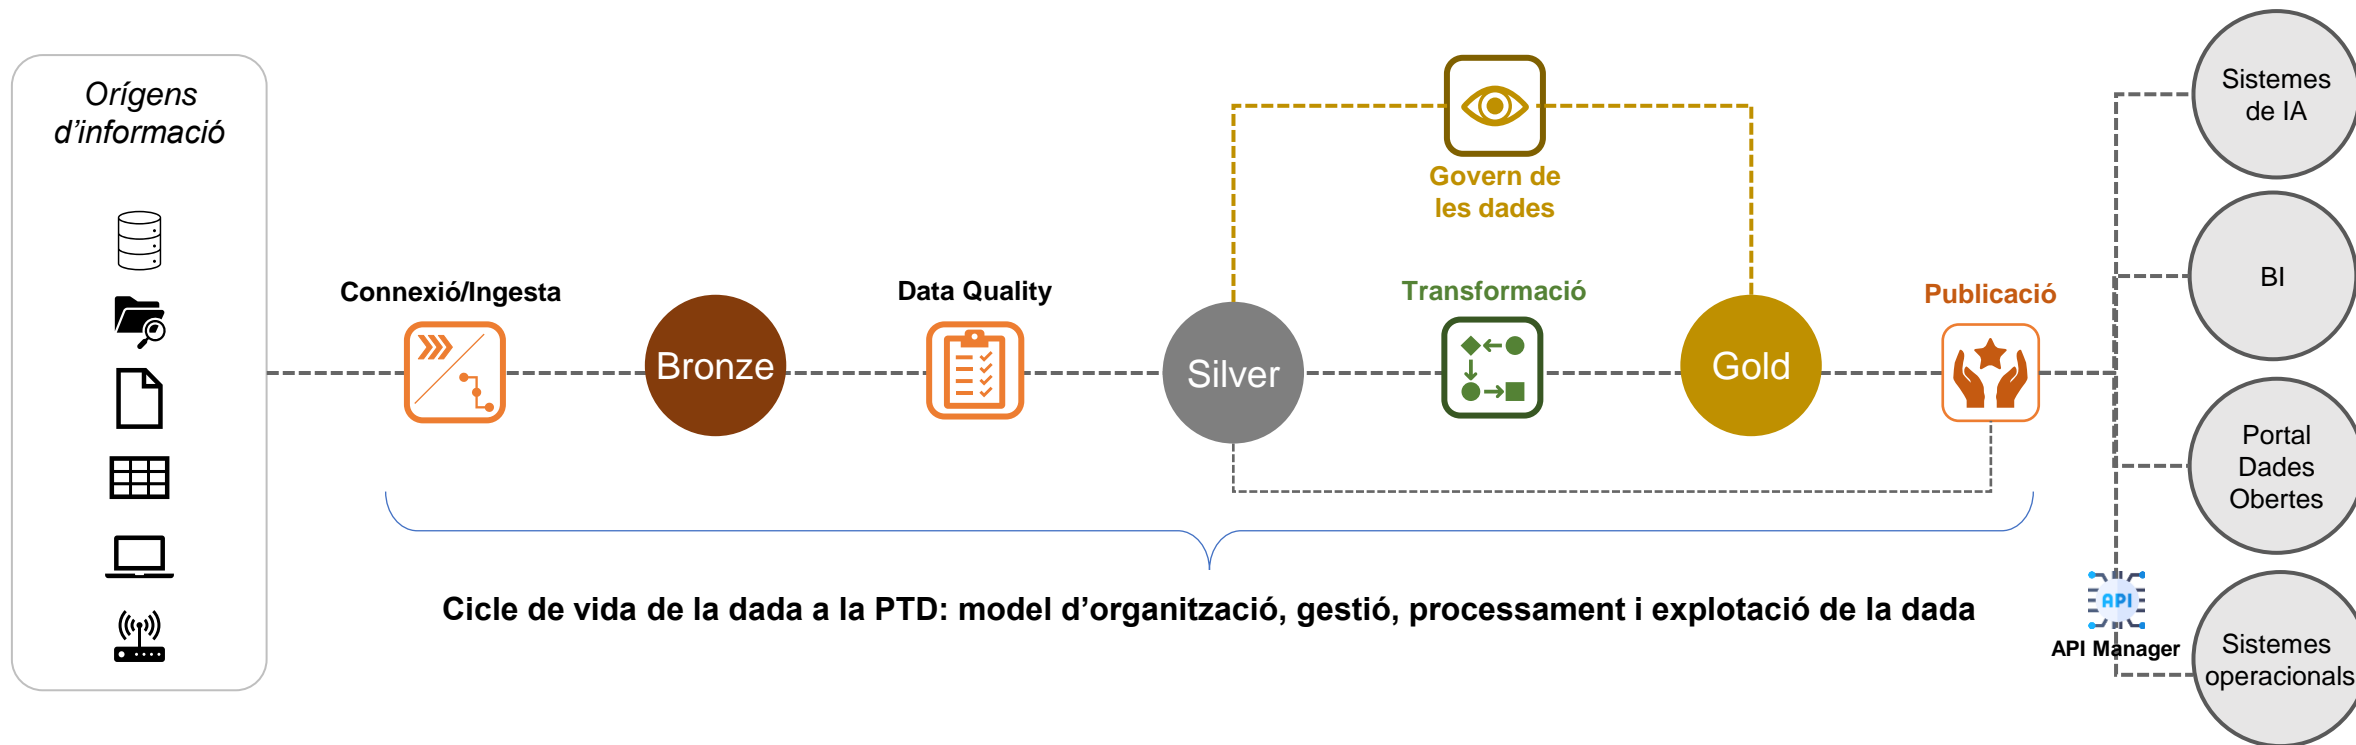 Orígens
d’informació
Connexió/Ingesta
Bronze
Data Quality
Silver
Govern de
les dades
Transformació
Gold
Publicació
Sistemes
de IA
BI
Portal
Dades
Obertes
API
API Manager
Sistemes
operacionals
Cicle de vida de la dada a la PTD: model d’organització, gestió, processament i explotació de la dada